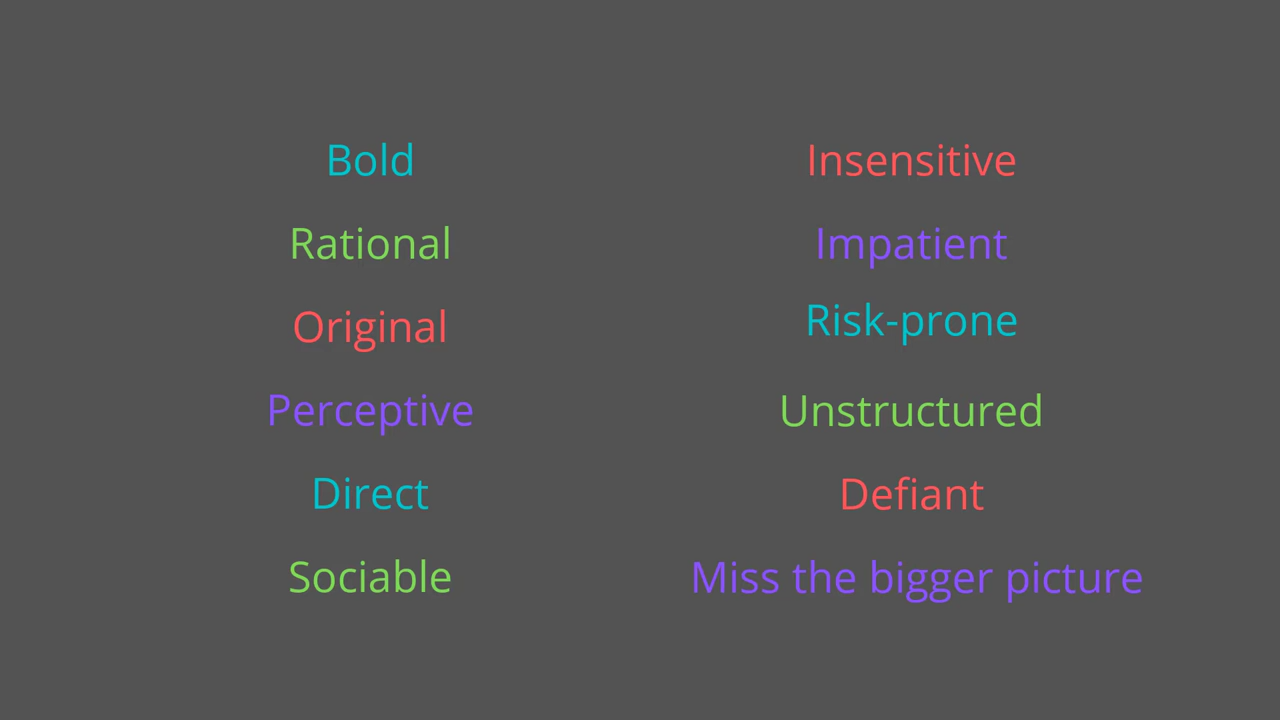 Bold
Rational
Original
Perceptive
Direct
Sociable
Insensitive
Impatient
Risk-prone
Unstructured
Defiant
Miss the bigger picture